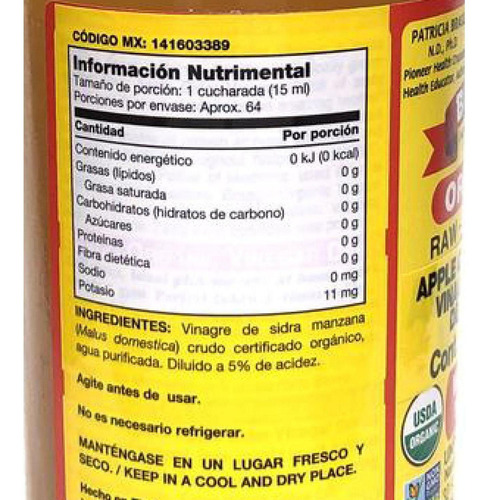 CÓDIGO MX: 141603389
Información Nutrimental
Tamaño de porción: 1 cucharada (15 ml)
Porciones por envase: Aprox. 64
Cantidad Por porción
Contenido energético 0 kJ (0 kcal)
Grasas (lípidos) 0 g
Grasa saturada 0 g
Carbohidratos (hidratos de carbono) 0 g
Azúcares 0 g
Proteínas 0 g
Fibra dietética 0 g
Sodio 0 mg
Potasio 11 mg
INGREDIENTES: Vinagre de sidra manzana
(Malus domestica) crudo certificado orgánico,
agua purificada. Diluido a 5% de acidez.
Agite antes de usar.
No es necesario refrigerar.
MANTÉNGASE EN UN LUGAR FRESCO Y
SECO. / KEEP IN A COOL AND DRY PLACE.
Hecho en
PATRICIA
N.D., Ph.D.
Pioneer Health
Health
RAW
APPLE
USDA
ORGANIC